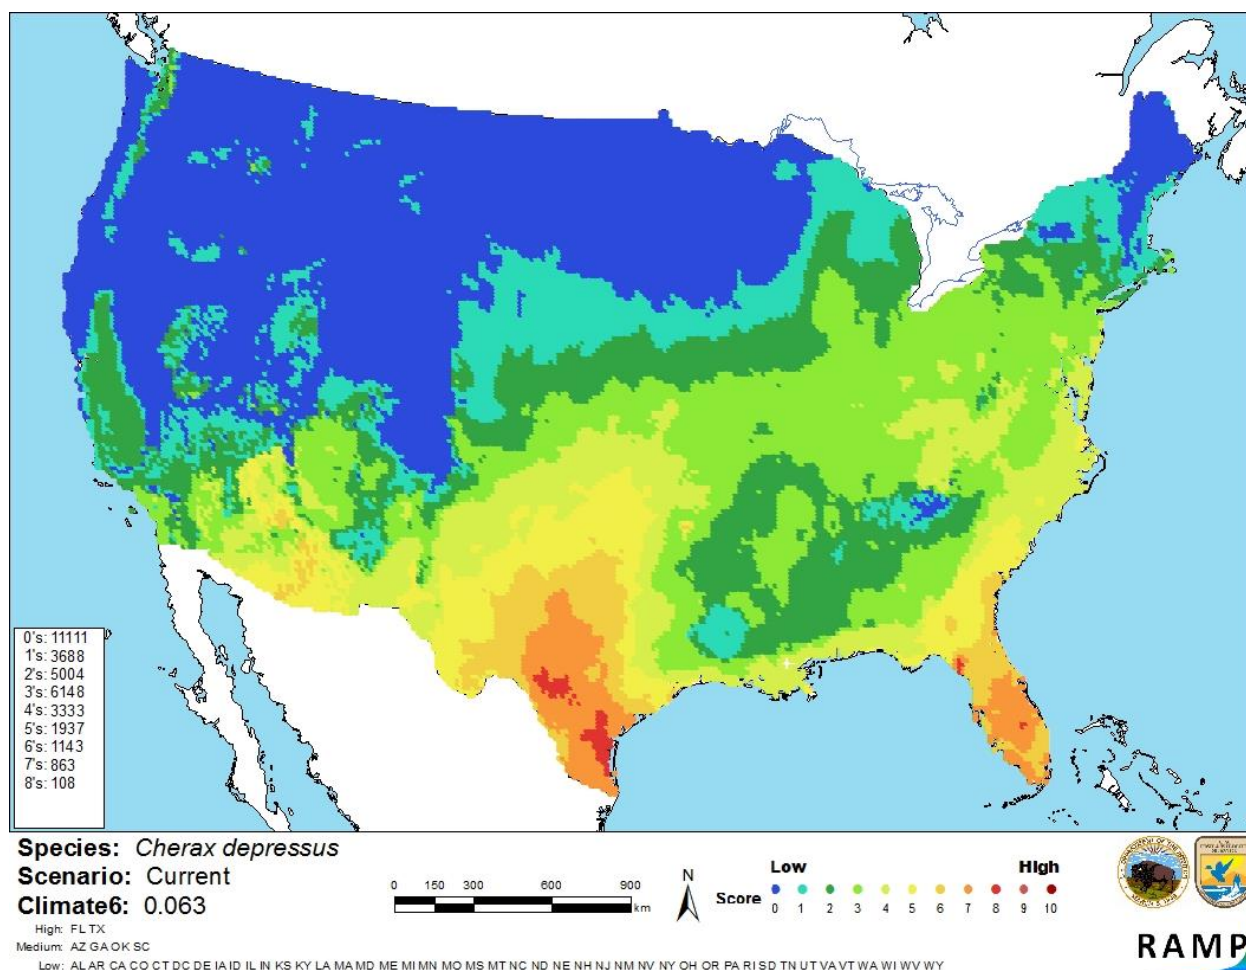 0's: 11111
1's: 3688
2's: 5004
3's: 6148
4's: 3333
5's: 1937
6's: 1143
7's: 863
8's: 108
Species: Cherax depressus
Scenario: Current
Climate6: 0.063
High: FL TX
Medium: AZ GA OK SC
Low: AL AR CA CO CT DC DE IA ID IL IN KS KY LA MA MD ME MI MN MO MS MT NC ND NE NH NJ NM NV NY OH OR PA RI SD TN UT VA VT WA WI WV WY
0 150 300 600 900
km
N
Low High
Score 0 1 2 3 4 5 6 7 8 9 10
RAMP